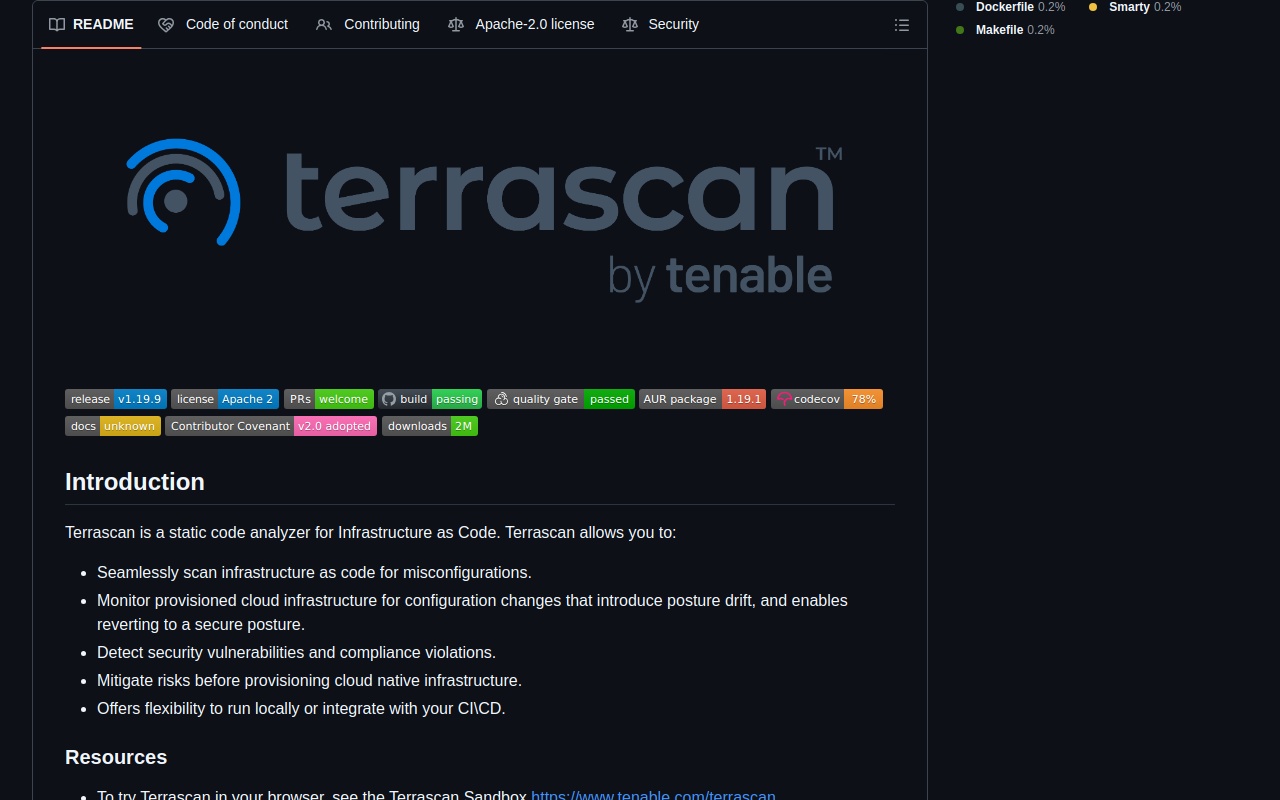 README Code of conduct Contributing Apache-2.0 license Security
Dockerfile 0.2% Smarty 0.2%
Makefile 0.2%
terrascan™
by tenable
release v1.19.9 license Apache 2 PRs welcome build passing quality gate passed AUR package 1.19.1 codecov 78%
docs unknown Contributor Covenant v2.0 adopted downloads 2M
Introduction
Terrascan is a static code analyzer for Infrastructure as Code. Terrascan allows you to:
• Seamlessly scan infrastructure as code for misconfigurations.
• Monitor provisioned cloud infrastructure for configuration changes that introduce posture drift, and enables
reverting to a secure posture.
• Detect security vulnerabilities and compliance violations.
• Mitigate risks before provisioning cloud native infrastructure.
• Offers flexibility to run locally or integrate with your CI\CD.
Resources
• To try Terrascan in your browser, see the Terrascan Sandbox https://www.tenable.com/terrascan